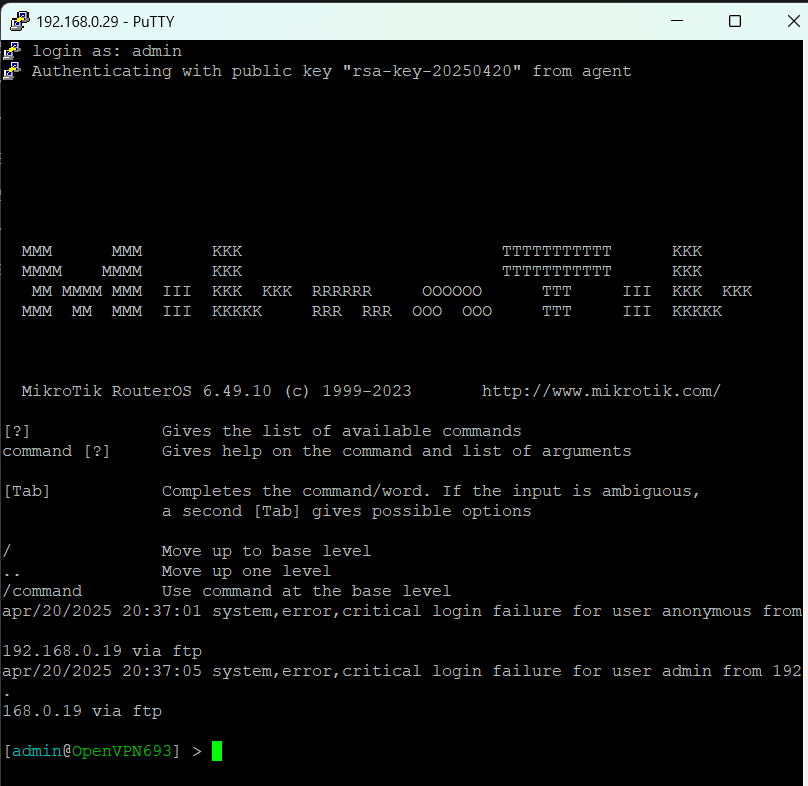 192.168.0.29 - PuTTY
login as: admin
Authenticating with public key "rsa-key-20250420" from agent
MMM      MMM       KKK                          TTTTTTTTTTT      KKK
MMMM    MMMM       KKK                          TTTTTTTTTTT      KKK
MM MMMM MMM  III  KKK  KKK  RRRRRR     OOOOOO      TTT     III  KKK  KKK
MMM  MM  MMM  III  KKKKK     RRR  RRR  OOO  OOO     TTT     III  KKKKK
MikroTik RouterOS 6.49.10 (c) 1999-2023       http://www.mikrotik.com/
[?]             Gives the list of available commands
command [?]     Gives help on the command and list of arguments
[Tab]           Completes the command/word. If the input is ambiguous,
a second [Tab] gives possible options
/               Move up to base level
..              Move up one level
/command        Use command at the base level
apr/20/2025 20:37:01 system,error,critical login failure for user anonymous from
192.168.0.19 via ftp
apr/20/2025 20:37:05 system,error,critical login failure for user admin from 192
.
168.0.19 via ftp
[admin@OpenVPN693] >